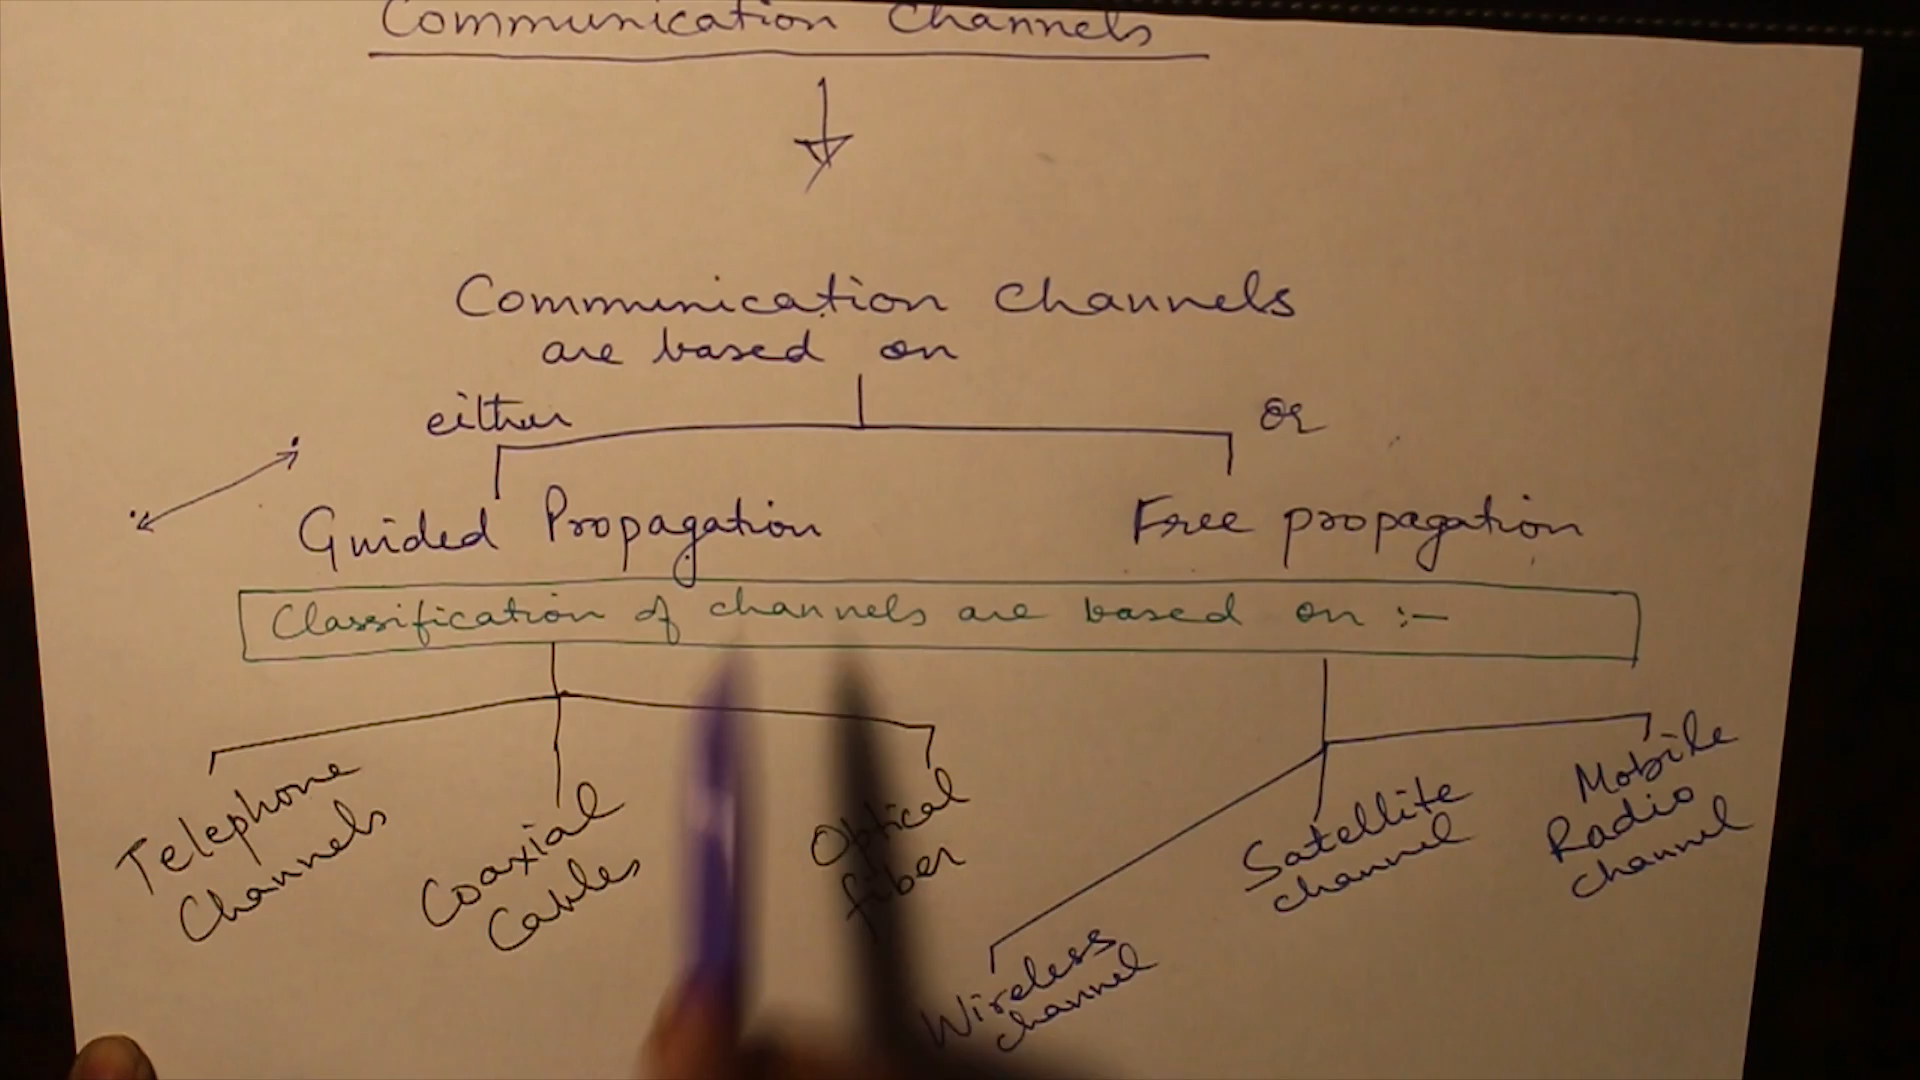 Communication Channels
Communication Channels
are based on
either
or
Guided Propagation
Free propagation
Classification of channels are based on :-
Telephone
Channels
Coaxial
Cables
Optical
fiber
Wireless
channel
Satellite
channel
Mobile
Radio
channel